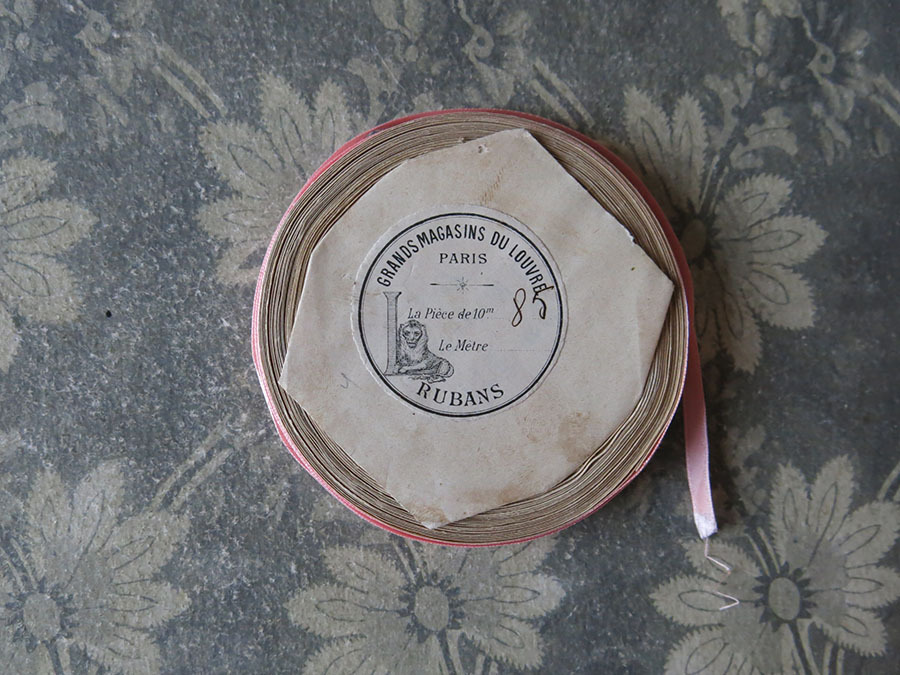 GRANDS MAGASINS DU LOUVRE
PARIS
La Pièce de 10m 85
Le Mètre
RUBANS